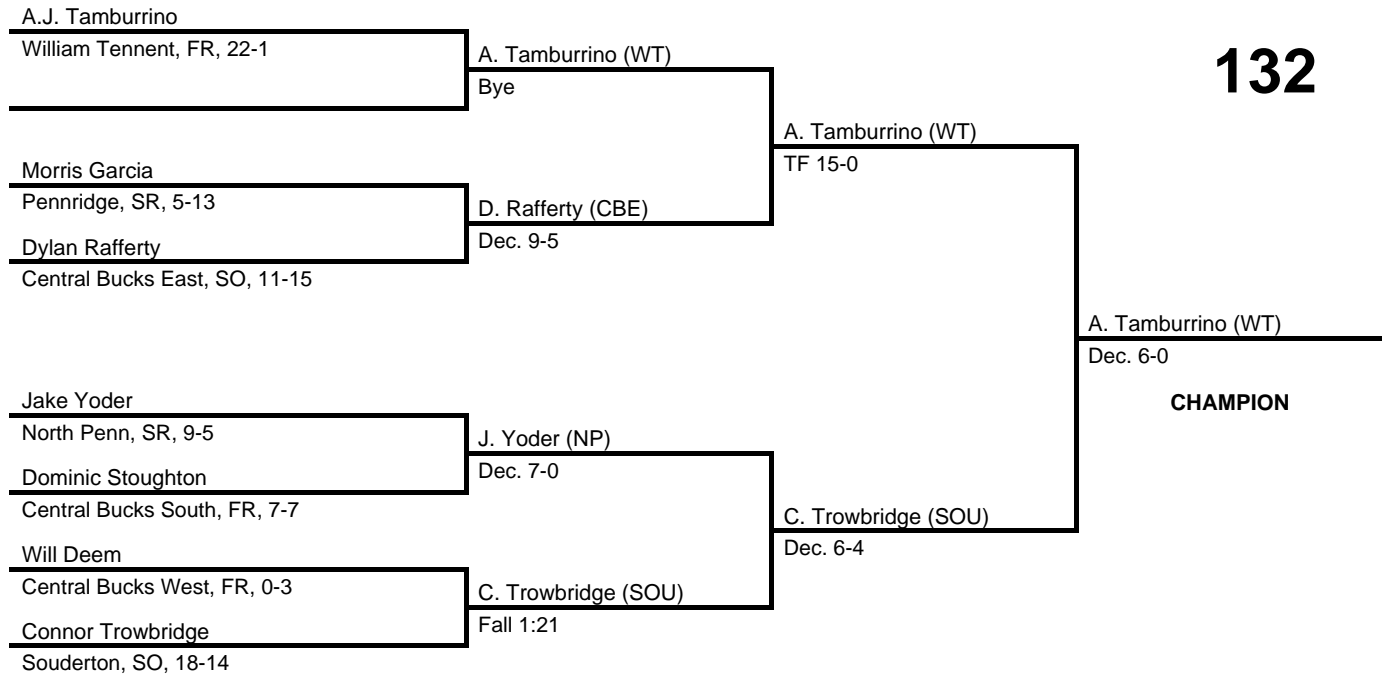 A.J. Tamburrino
William Tennent, FR, 22-1
A. Tamburrino (WT)
Bye
132
A. Tamburrino (WT)
TF 15-0
Morris Garcia
Pennridge, SR, 5-13
D. Rafferty (CBE)
Dec. 9-5
Dylan Rafferty
Central Bucks East, SO, 11-15
A. Tamburrino (WT)
Dec. 6-0
CHAMPION
Jake Yoder
North Penn, SR, 9-5
J. Yoder (NP)
Dec. 7-0
Dominic Stoughton
Central Bucks South, FR, 7-7
C. Trowbridge (SOU)
Dec. 6-4
Will Deem
Central Bucks West, FR, 0-3
C. Trowbridge (SOU)
Fall 1:21
Connor Trowbridge
Souderton, SO, 18-14